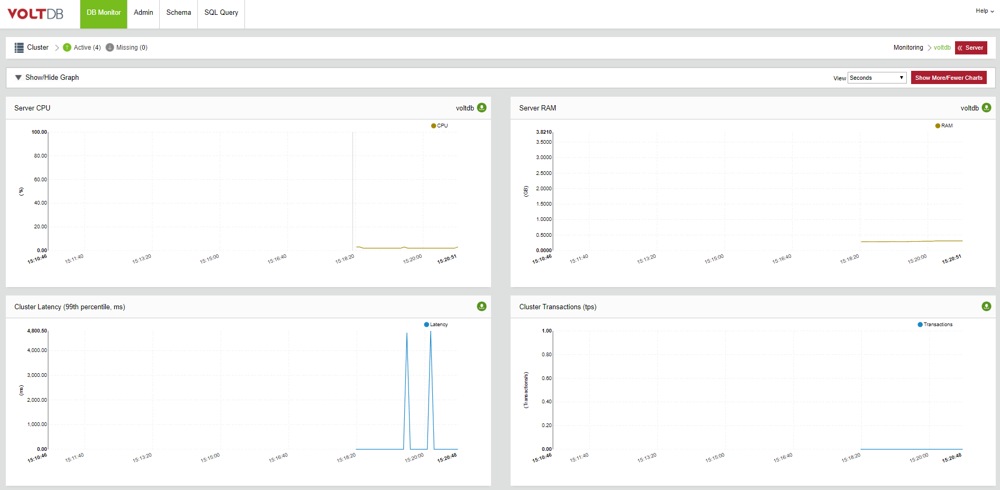 VOLTDB
DB Monitor
Admin
Schema
SQL Query
Help
Cluster
Active (4)
Missing (0)
Monitoring
voltdb
« Server
Show/Hide Graph
View
Seconds
Show More/Fewer Charts
Server CPU
voltdb
CPU
100.00
80.00
60.00
40.00
20.00
0.00
(%)
15:10:46
15:11:40
15:13:20
15:15:00
15:16:40
15:18:20
15:20:00
15:20:51
Server RAM
voltdb
RAM
3.8210
3.5000
3.0000
2.5000
2.0000
1.5000
1.0000
0.5000
0.0000
(GB)
15:10:46
15:11:40
15:13:20
15:15:00
15:16:40
15:18:20
15:20:00
15:20:51
Cluster Latency (99th percentile, ms)
Latency
4,800.50
4,000.00
3,000.00
2,000.00
1,000.00
0.00
(ms)
15:10:46
15:11:40
15:13:20
15:15:00
15:16:40
15:18:20
15:20:00
15:20:48
Cluster Transactions (tps)
Transactions
1.00
0.80
0.60
0.40
0.20
0.00
(Transactions/s)
15:10:46
15:11:40
15:13:20
15:15:00
15:16:40
15:18:20
15:20:00
15:20:48